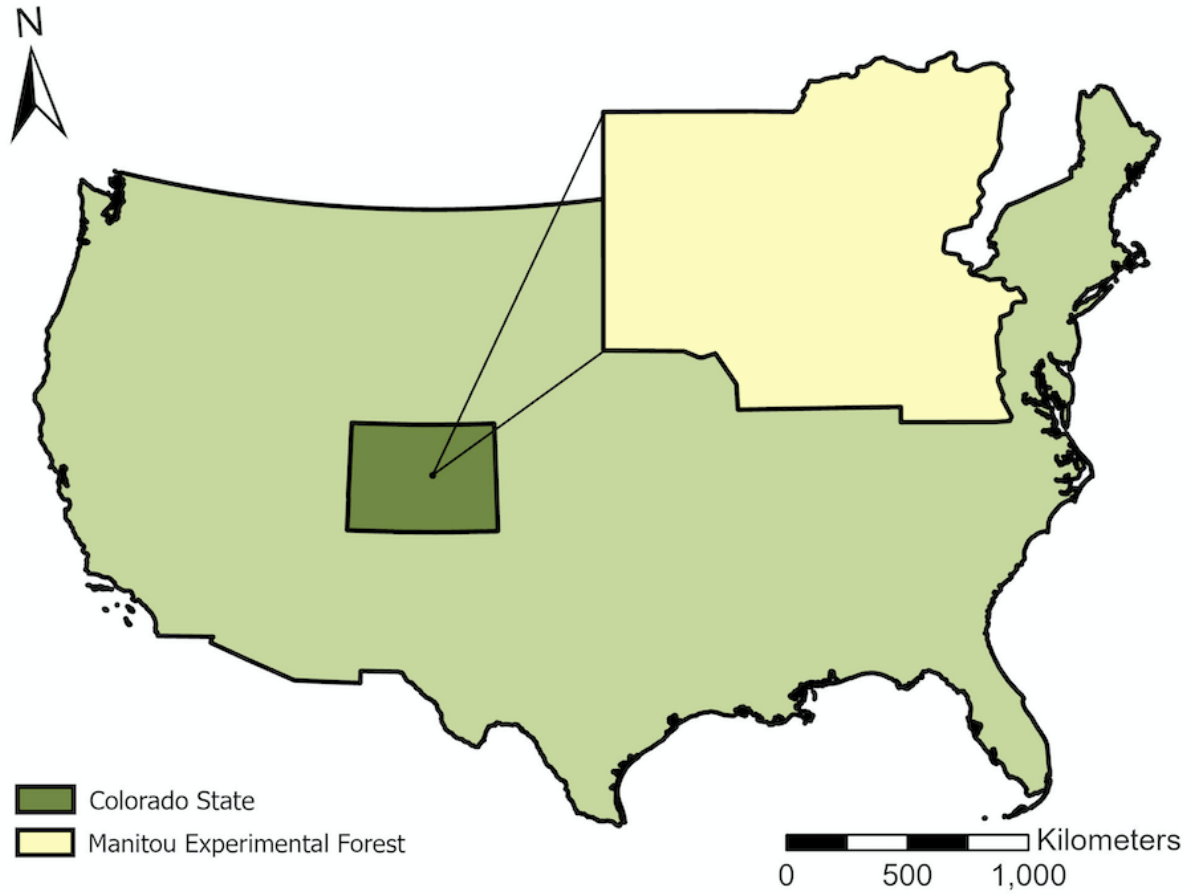 N
Colorado State
Manitou Experimental Forest
Kilometers
0 500 1,000